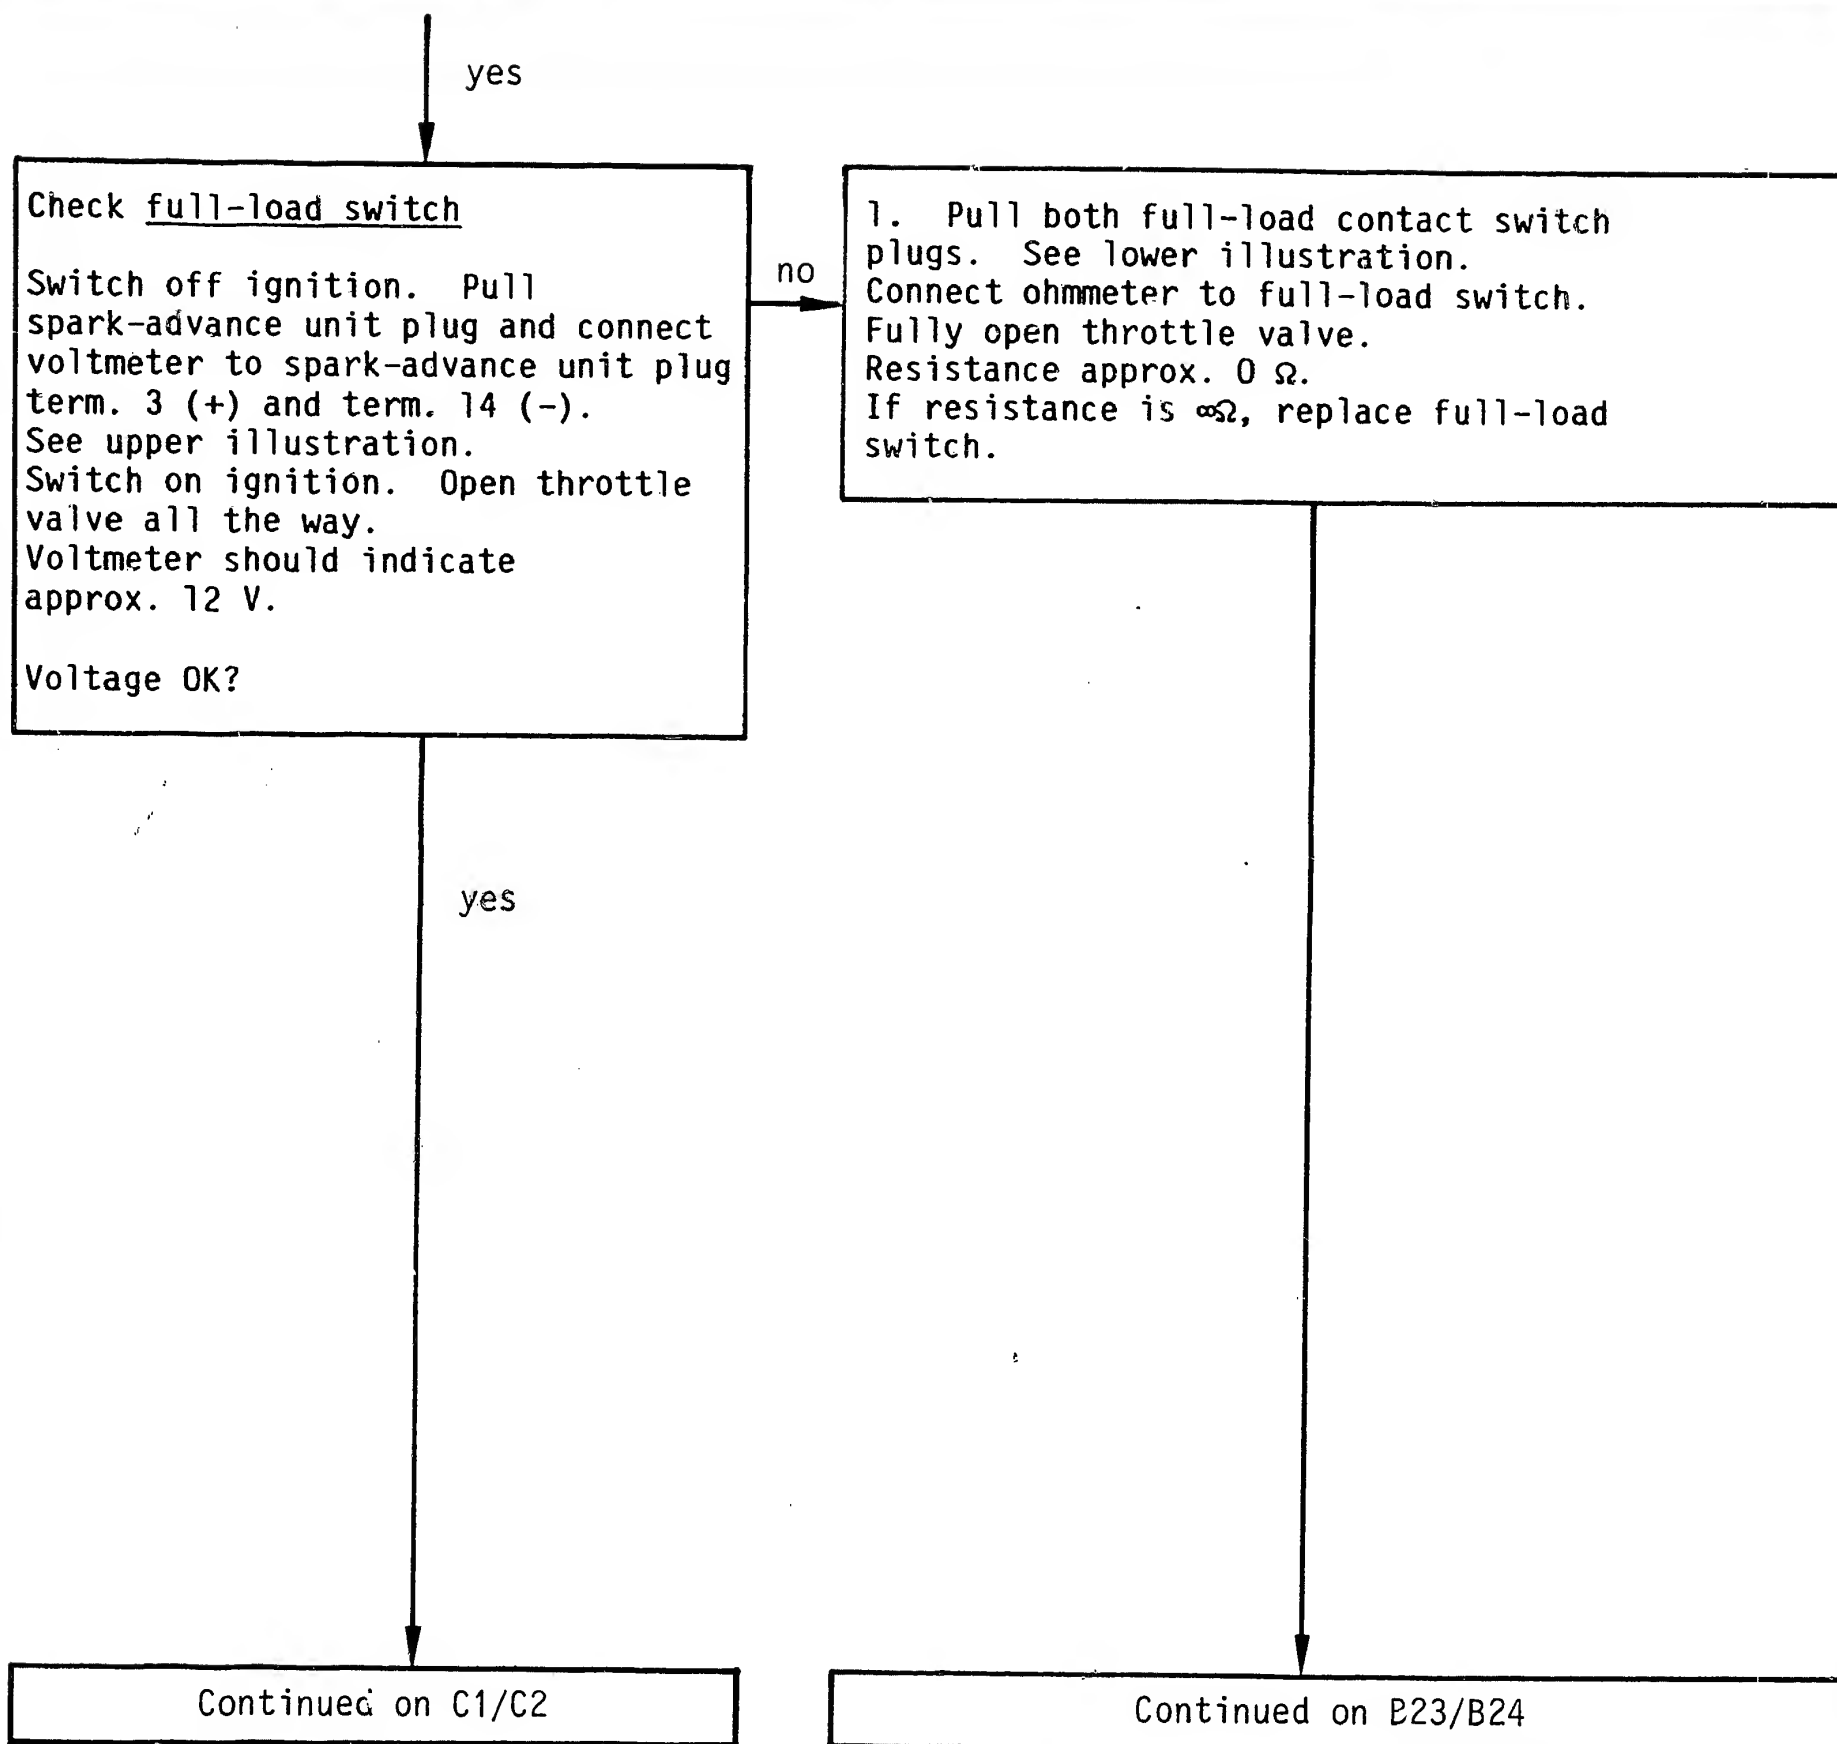 yes
Check full-load switch
Switch off ignition. Pull
spark-advance unit plug and connect
voltmeter to spark-advance unit plug
term. 3 (+) and term. 14 (-).
See upper illustration.
Switch on ignition. Open throttle
valve all the way.
Voltmeter should indicate
approx. 12 V.
Voltage OK?
no
1. Pull both full-load contact switch
plugs. See lower illustration.
Connect ohmmeter to full-load switch.
Fully open throttle valve.
Resistance approx. 0 Ω.
If resistance is ∞Ω, replace full-load
switch.
yes
Continued on C1/C2
Continued on B23/B24